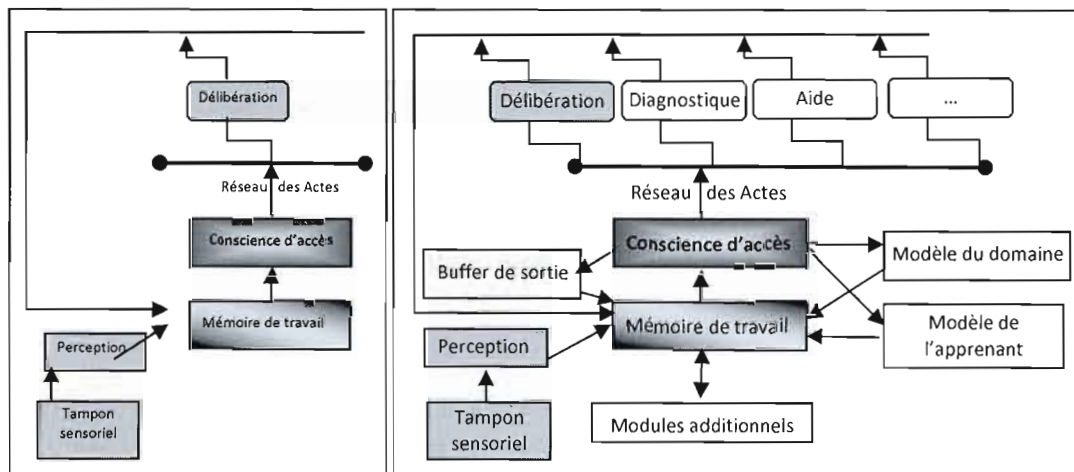 Délibération
Réseau des Actes
Conscience d'accès
Mémoire de travail
Perception
Tampon
sensoriel
Délibération
Diagnostique
Aide
...
Réseau des Actes
Conscience d'accès
Buffer de sortie
Modèle du domaine
Mémoire de travail
Modèle de
l'apprenant
Perception
Tampon
sensoriel
Modules additionnels